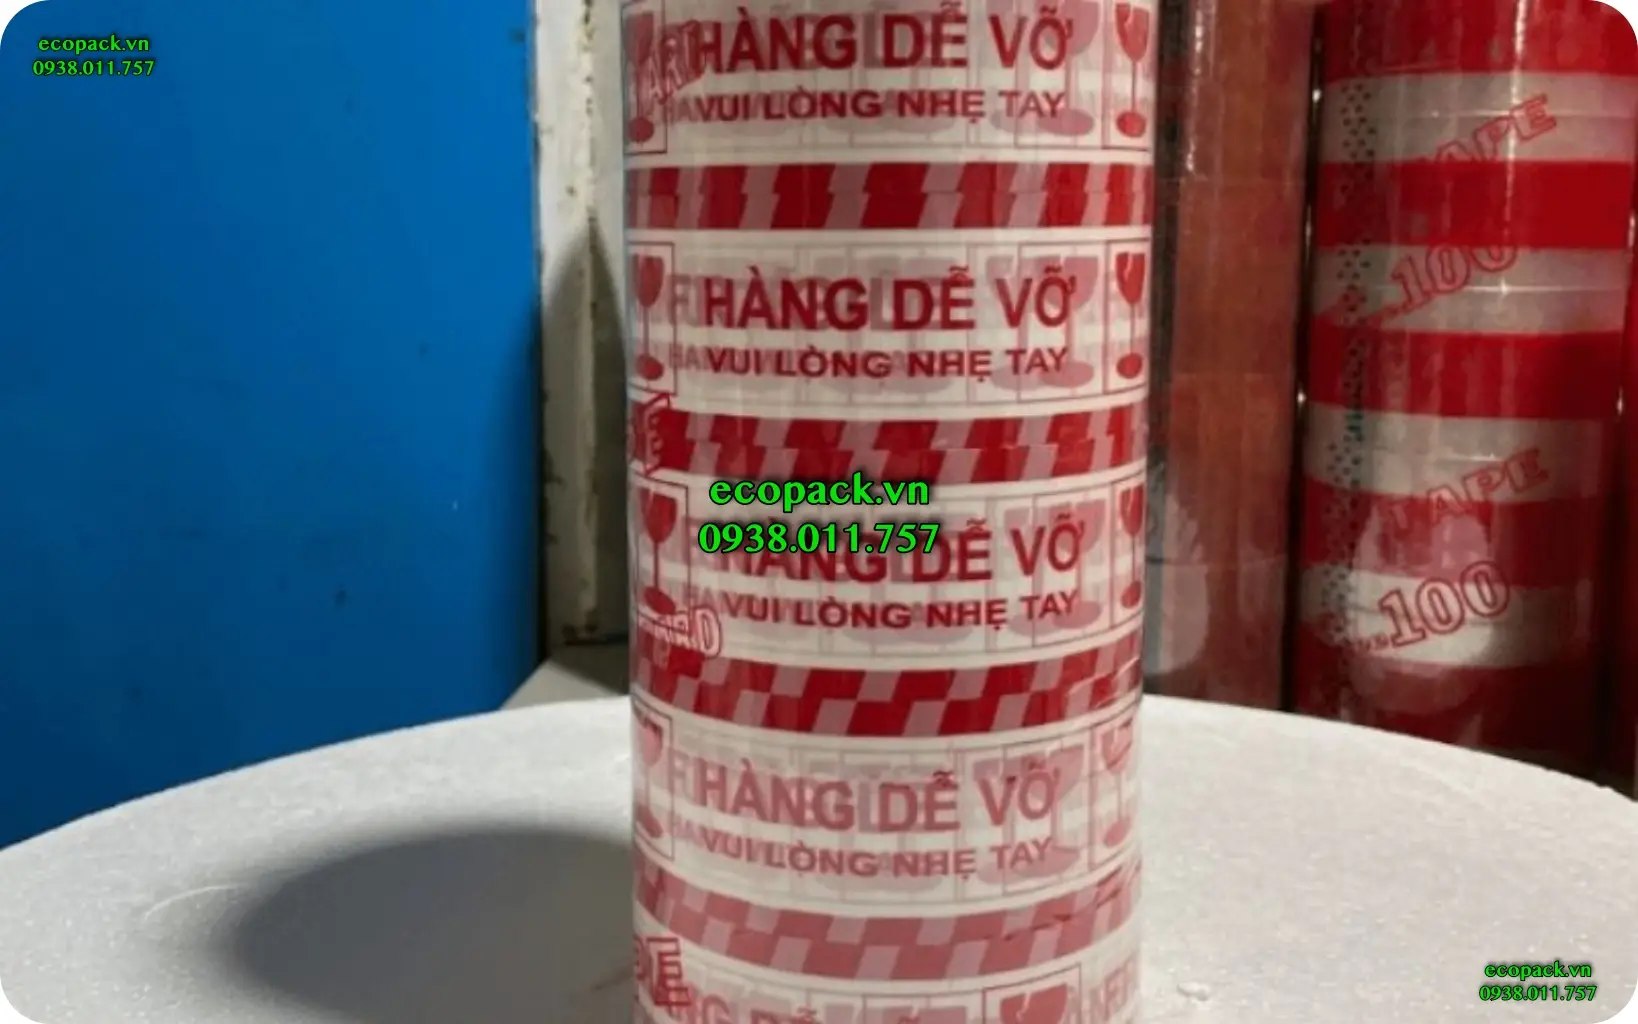 ecopack.vn
0938.011.757
HÀNG DỄ VỠ
VUI LÒNG NHẸ TAY
HÀNG DỄ VỠ
VUI LÒNG NHẸ TAY
ecopack.vn
0938.011.757
HÀNG DỄ VỠ
VUI LÒNG NHẸ TAY
HÀNG DỄ VỠ
VUI LÒNG NHẸ TAY
TAPE
100
TAPE
100
ecopack.vn
0938.011.757